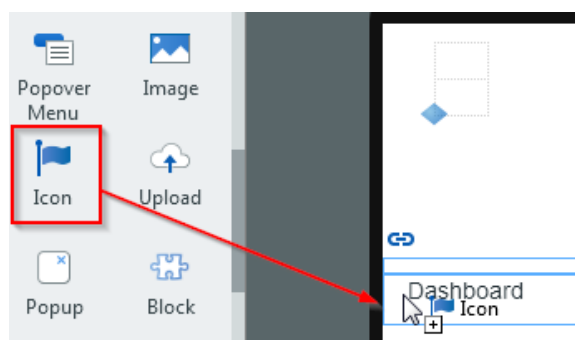 Popover Image
Menu
Icon Upload
Popup Block
Dashboard
Icon